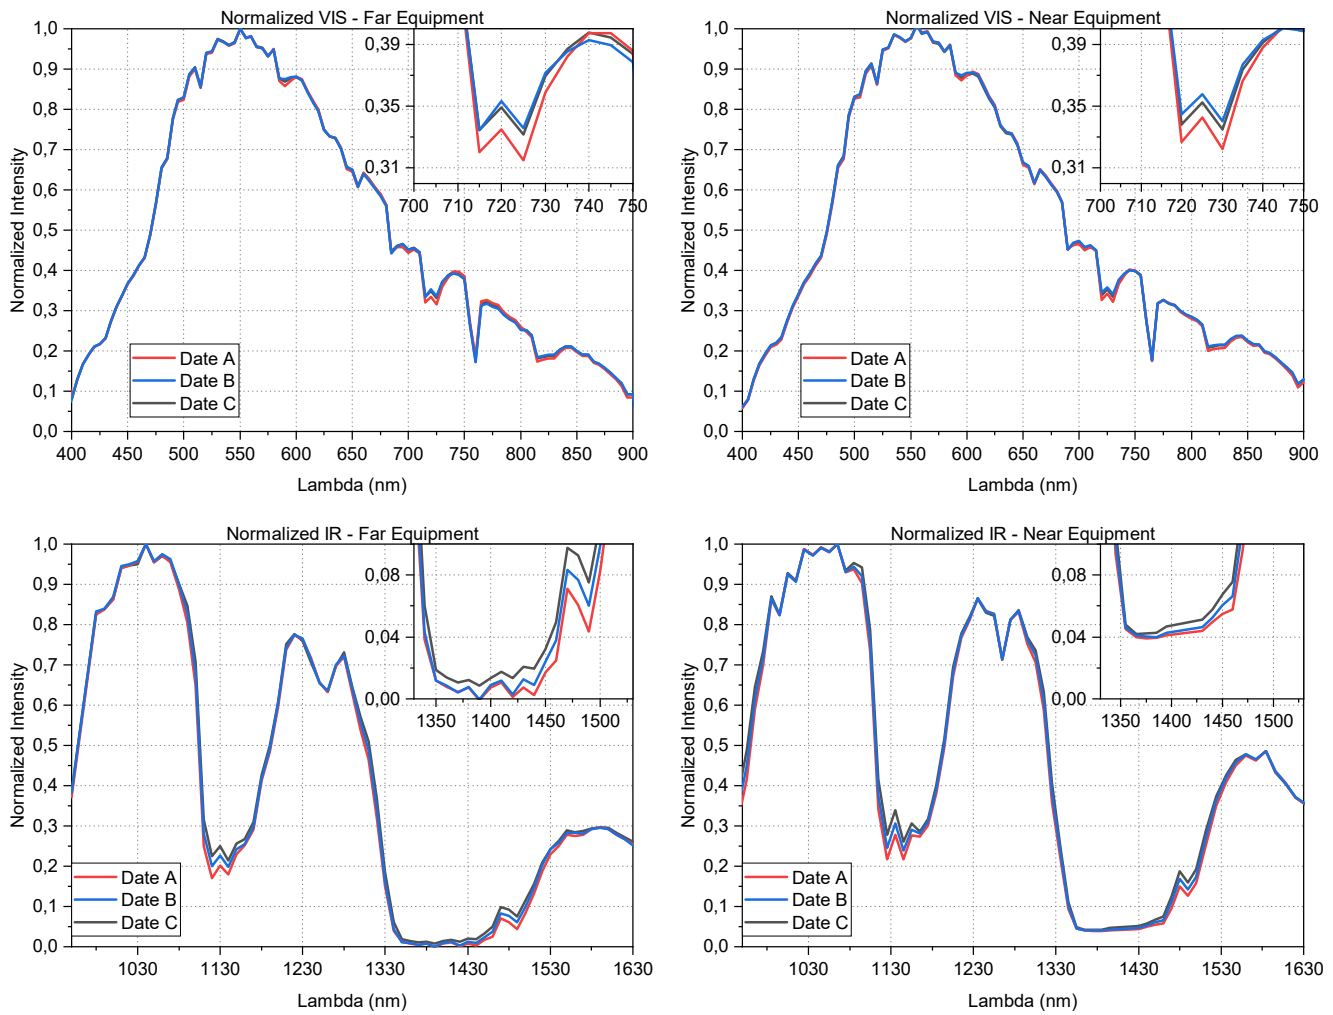 Normalized VIS - Far Equipment
1,0
0,9
0,8
0,7
0,6
0,5
0,4
0,3
0,2
0,1
0,0
Normalized Intensity
400 450 500 550 600 650 700 750 800 850 900
Lambda (nm)
Date A
Date B
Date C
0,39
0,35
0,31
700 710 720 730 740 750
Normalized VIS - Near Equipment
1,0
0,9
0,8
0,7
0,6
0,5
0,4
0,3
0,2
0,1
0,0
Normalized Intensity
400 450 500 550 600 650 700 750 800 850 900
Lambda (nm)
Date A
Date B
Date C
0,39
0,35
0,31
700 710 720 730 740 750
Normalized IR - Far Equipment
1,0
0,9
0,8
0,7
0,6
0,5
0,4
0,3
0,2
0,1
0,0
Normalized Intensity
1030 1130 1230 1330 1430 1530 1630
Lambda (nm)
Date A
Date B
Date C
0,08
0,04
0,00
1350 1400 1450 1500
Normalized IR - Near Equipment
1,0
0,9
0,8
0,7
0,6
0,5
0,4
0,3
0,2
0,1
0,0
Normalized Intensity
1030 1130 1230 1330 1430 1530 1630
Lambda (nm)
Date A
Date B
Date C
0,08
0,04
0,00
1350 1400 1450 1500